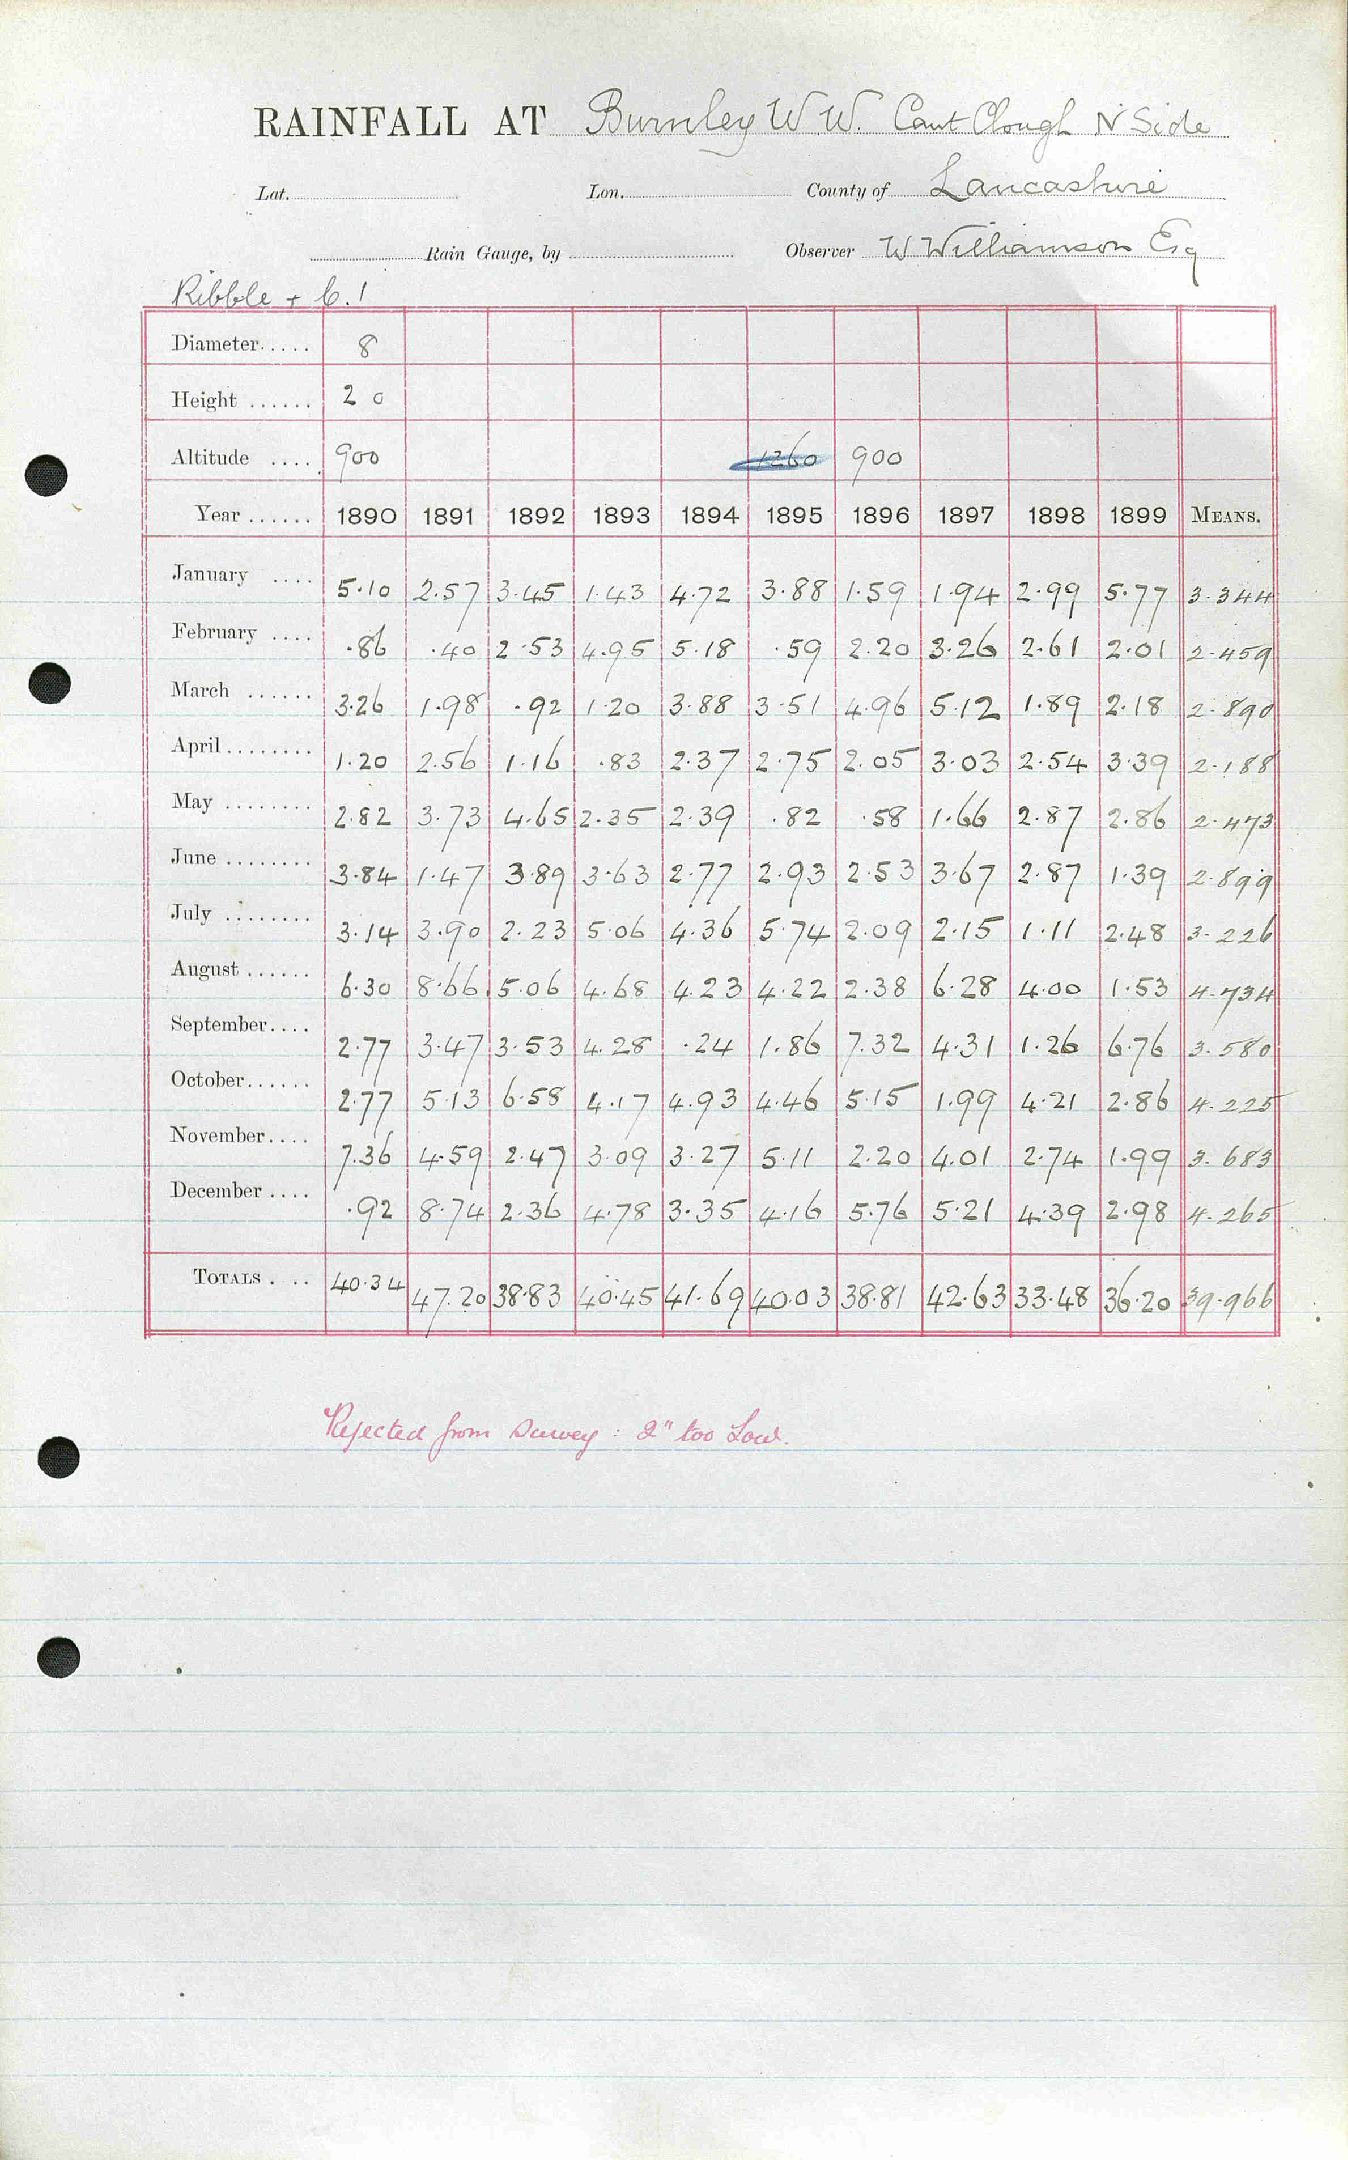 RAINFALL AT Burnley W W. Cant Clough N Side
Lat. Lon. County of Lancashire
Rain Gauge, by Observer W Williamson Esq
Ribble + 6.1
Diameter..... 8
Height ...... 2 0
Altitude .... 900 1260 900
Year ...... 1890 1891 1892 1893 1894 1895 1896 1897 1898 1899 MEANS.
January .... 5.10 2.57 3.45 1.43 4.72 3.88 1.59 1.94 2.99 5.77 3.344
February .... .86 .40 2.53 4.95 5.18 .59 2.20 3.26 2.61 2.01 2.459
March ...... 3.26 1.98 .92 1.20 3.88 3.51 4.96 5.12 1.89 2.18 2.890
April........ 1.20 2.56 1.16 .83 2.37 2.75 2.05 3.03 2.54 3.39 2.188
May ........ 2.82 3.73 4.65 2.35 2.39 .82 .58 1.66 2.87 2.86 2.473
June ........ 3.84 1.47 3.89 3.63 2.77 2.93 2.53 3.67 2.87 1.39 2.899
July ........ 3.14 3.90 2.23 5.06 4.36 5.74 2.09 2.15 1.11 2.48 3.226
August ...... 6.30 8.66 5.06 4.68 4.23 4.22 2.38 6.28 4.00 1.53 4.734
September.... 2.77 3.47 3.53 4.28 .24 1.86 7.32 4.31 1.26 6.76 3.580
October...... 2.77 5.13 6.58 4.17 4.93 4.46 5.15 1.99 4.21 2.86 4.225
November.... 7.36 4.59 2.47 3.09 3.27 5.11 2.20 4.01 2.74 1.99 3.683
December .... .92 8.74 2.36 4.78 3.35 4.16 5.76 5.21 4.39 2.98 4.265
TOTALS . .. 40.34 47.20 38.83 40.45 41.69 40.03 38.81 42.63 33.48 36.20 39.966
Rejected from Survey : 2" too Low.